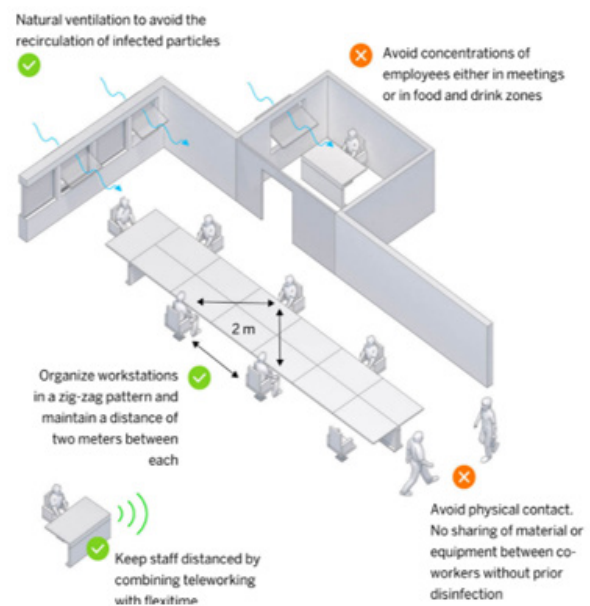 Natural ventilation to avoid the
recirculation of infected particles
Avoid concentrations of
employees either in meetings
or in food and drink zones
2 m
Organize workstations
in a zig-zag pattern and
maintain a distance of
two meters between
each
Avoid physical contact.
No sharing of material or
equipment between co-
workers without prior
disinfection
Keep staff distanced by
combining teleworking
with flexitime